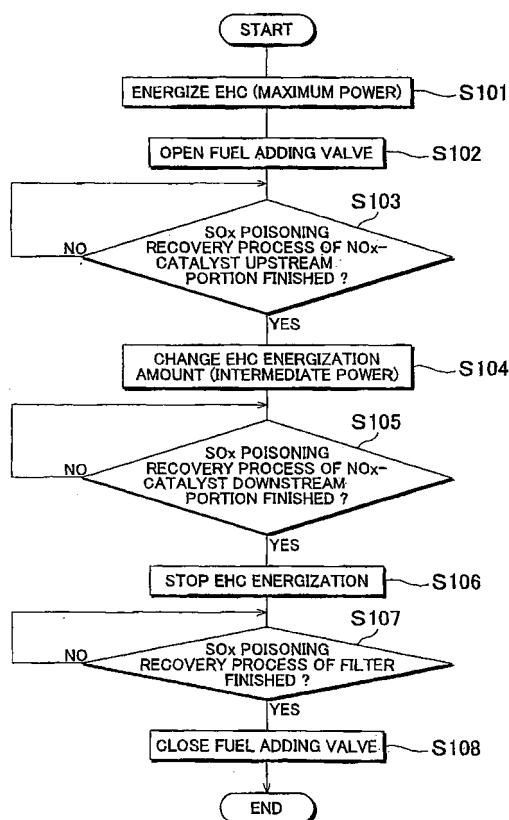 START
ENERGIZE EHC (MAXIMUM POWER)
S101
OPEN FUEL ADDING VALVE
S102
S103
SOx POISONING
RECOVERY PROCESS OF NOx-
CATALYST UPSTREAM
PORTION FINISHED ?
NO
YES
CHANGE EHC ENERGIZATION
AMOUNT (INTERMEDIATE POWER)
S104
S105
SOx POISONING
RECOVERY PROCESS OF NOx-
CATALYST DOWNSTREAM
PORTION FINISHED ?
NO
YES
STOP EHC ENERGIZATION
S106
S107
SOx POISONING
RECOVERY PROCESS OF FILTER
FINISHED ?
NO
YES
CLOSE FUEL ADDING VALVE
S108
END